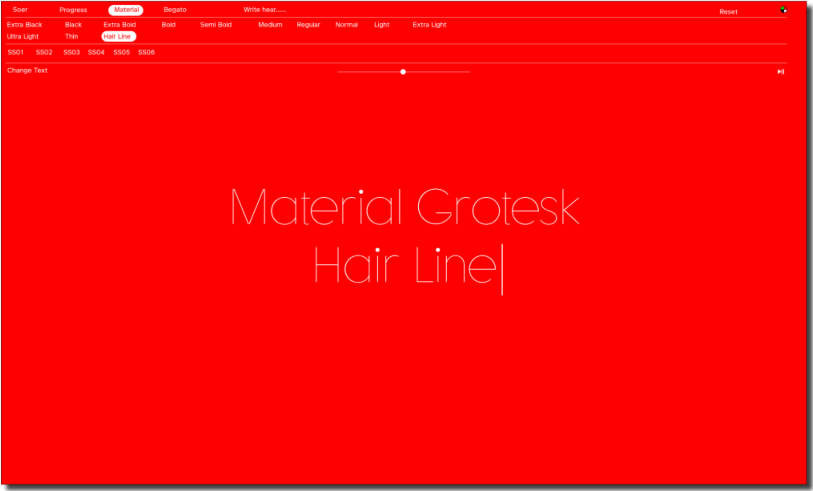 Soer Progress Material Begato Write hear...... Reset
Extra Black Black Extra Bold Bold Semi Bold Medium Regular Normal Light Extra Light
Ultra Light Thin Hair Line
SS01 SS02 SS03 SS04 SS05 SS06
Change Text
Material Grotesk
Hair Line